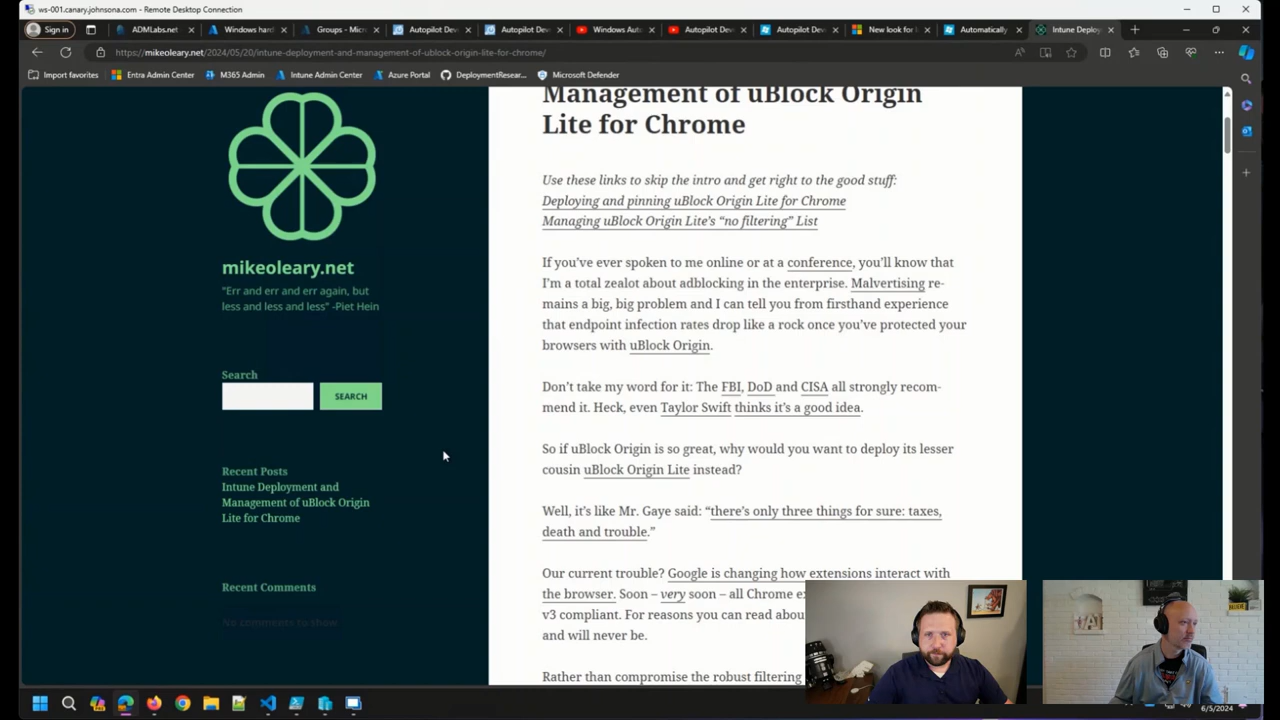 ws-001.canary.johnsona.com - Remote Desktop Connection
Sign in
ADMLabs.net
Windows hard
Groups - Micr
Autopilot Dev
Autopilot Dev
Windows Auto
Autopilot Dev
Autopilot Dev
New look for
Automatically
Intune Deploy
https://mikeoleary.net/2024/05/20/intune-deployment-and-management-of-ublock-origin-lite-for-chrome/
Import favorites
Entra Admin Center
M365 Admin
Intune Admin Center
Azure Portal
DeploymentResear...
Microsoft Defender
mikeoleary.net
"Err and err and err again, but
less and less and less" -Piet Hein
Search
SEARCH
Recent Posts
Intune Deployment and
Management of uBlock Origin
Lite for Chrome
Recent Comments
No comments to show
Management of uBlock Origin
Lite for Chrome
Use these links to skip the intro and get right to the good stuff:
Deploying and pinning uBlock Origin Lite for Chrome
Managing uBlock Origin Lite’s “no filtering” List
If you’ve ever spoken to me online or at a conference, you’ll know that
I’m a total zealot about adblocking in the enterprise. Malvertising re-
mains a big, big problem and I can tell you from firsthand experience
that endpoint infection rates drop like a rock once you’ve protected your
browsers with uBlock Origin.
Don’t take my word for it: The FBI, DoD and CISA all strongly recom-
mend it. Heck, even Taylor Swift thinks it’s a good idea.
So if uBlock Origin is so great, why would you want to deploy its lesser
cousin uBlock Origin Lite instead?
Well, it’s like Mr. Gaye said: “there’s only three things for sure: taxes,
death and trouble.”
Our current trouble? Google is changing how extensions interact with
the browser. Soon – very soon – all Chrome ex
v3 compliant. For reasons you can read abou
and will never be.
Rather than compromise the robust filtering
6/5/2024